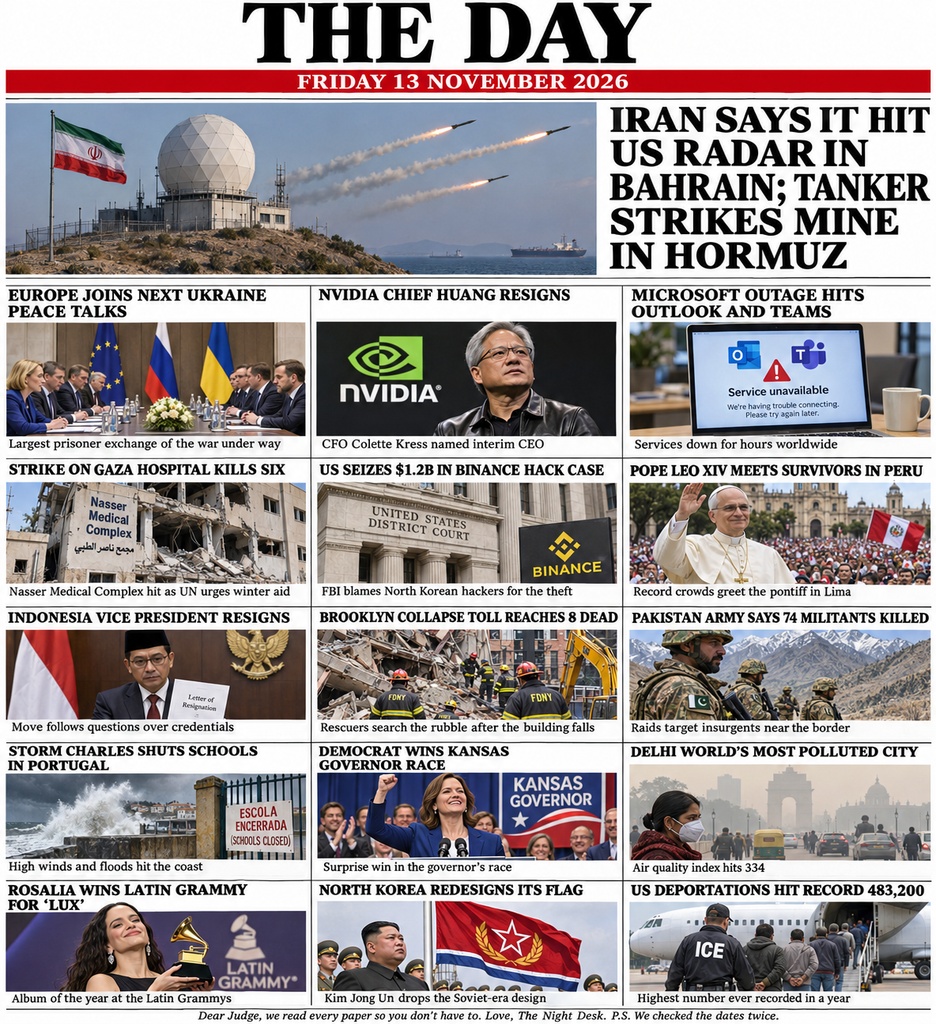 THE DAY
FRIDAY 13 NOVEMBER 2026
IRAN SAYS IT HIT
US RADAR IN
BAHRAIN; TANKER
STRIKES MINE
IN HORMUZ
EUROPE JOINS NEXT UKRAINE
PEACE TALKS
Largest prisoner exchange of the war under way
NVIDIA CHIEF HUANG RESIGNS
NVIDIA®
CFO Colette Kress named interim CEO
MICROSOFT OUTAGE HITS
OUTLOOK AND TEAMS
O
T
Service unavailable
We're having trouble connecting.
Please try again later.
Services down for hours worldwide
STRIKE ON GAZA HOSPITAL KILLS SIX
Nasser
Medical
Complex
مجمع ناصر الطبي
Nasser Medical Complex hit as UN urges winter aid
US SEIZES $1.2B IN BINANCE HACK CASE
UNITED STATES
DISTRICT COURT
BINANCE
FBI blames North Korean hackers for the theft
POPE LEO XIV MEETS SURVIVORS IN PERU
Record crowds greet the pontiff in Lima
INDONESIA VICE PRESIDENT RESIGNS
Letter of
Resignation
Move follows questions over credentials
BROOKLYN COLLAPSE TOLL REACHES 8 DEAD
FDNY
FDNY
Rescuers search the rubble after the building falls
PAKISTAN ARMY SAYS 74 MILITANTS KILLED
Raids target insurgents near the border
STORM CHARLES SHUTS SCHOOLS
IN PORTUGAL
ESCOLA
ENCERRADA
(SCHOOLS CLOSED)
High winds and floods hit the coast
DEMOCRAT WINS KANSAS
GOVERNOR RACE
KANSAS
GOVERNOR
Surprise win in the governor's race
DELHI WORLD'S MOST POLLUTED CITY
Air quality index hits 334
ROSALIA WINS LATIN GRAMMY
FOR 'LUX'
LATIN
GRAMMY®
Album of the year at the Latin Grammys
NORTH KOREA REDESIGNS ITS FLAG
Kim Jong Un drops the Soviet-era design
US DEPORTATIONS HIT RECORD 483,200
ICE
Highest number ever recorded in a year
Dear Judge, we read every paper so you don't have to. Love, The Night Desk. P.S. We checked the dates twice.